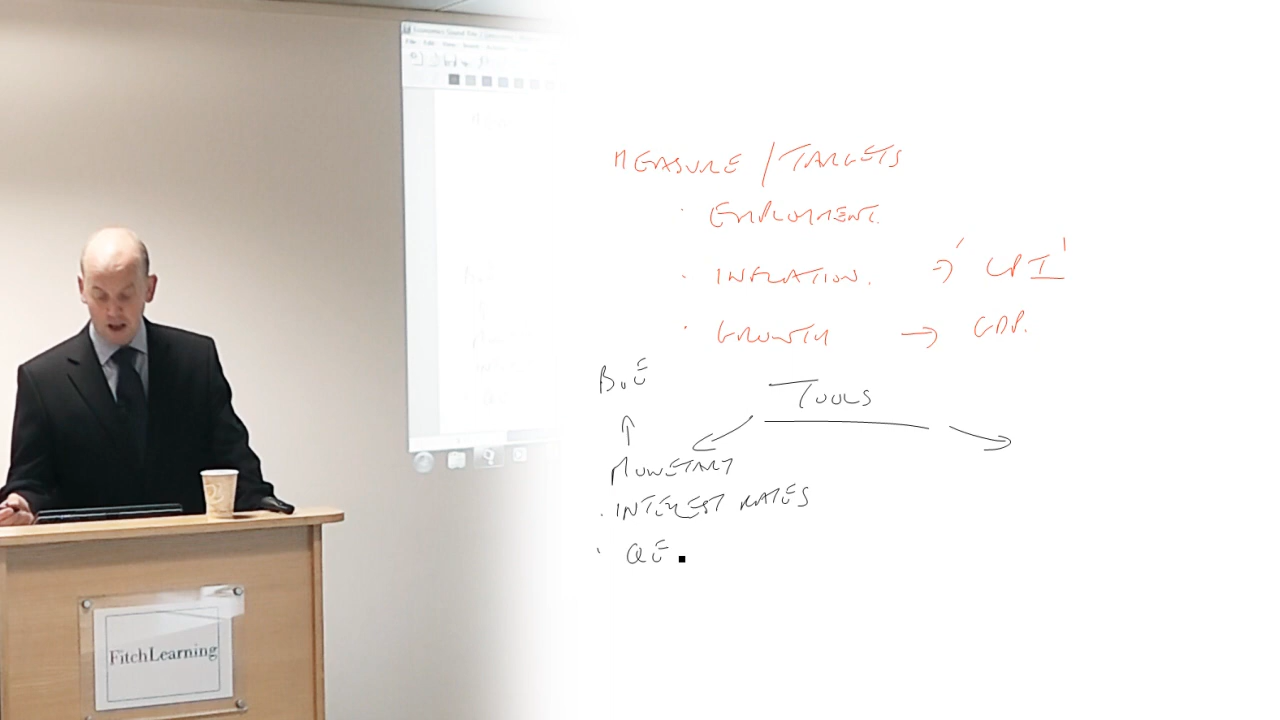 MEASURE / TARGETS
· EMPLOYMENT.
· INFLATION. → 'CPI'
· GROWTH → GDP.
BoE
TOOLS
MONETARY
· INTEREST RATES
· QE
FitchLearning